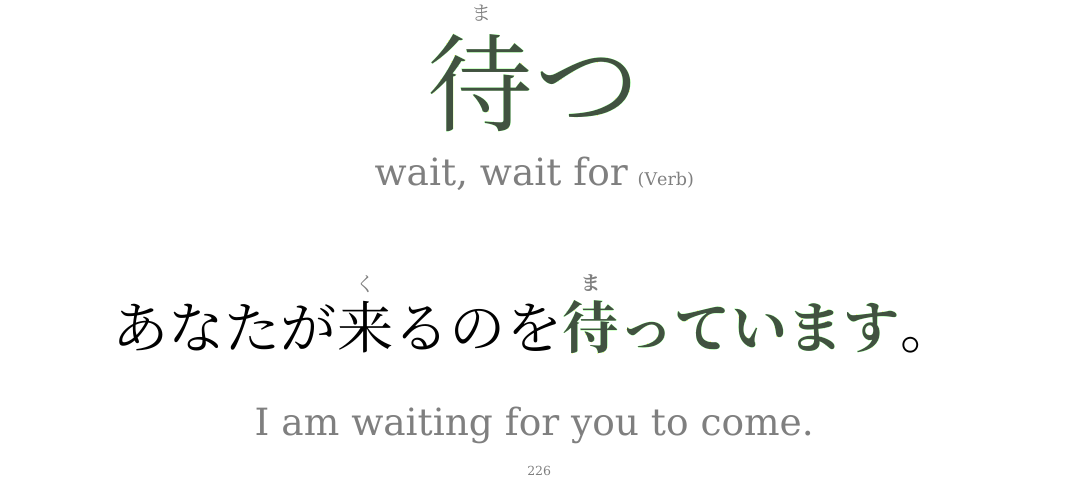 ま
待つ
wait, wait for (Verb)
く ま
あなたが来るのを待っています。
I am waiting for you to come.
226